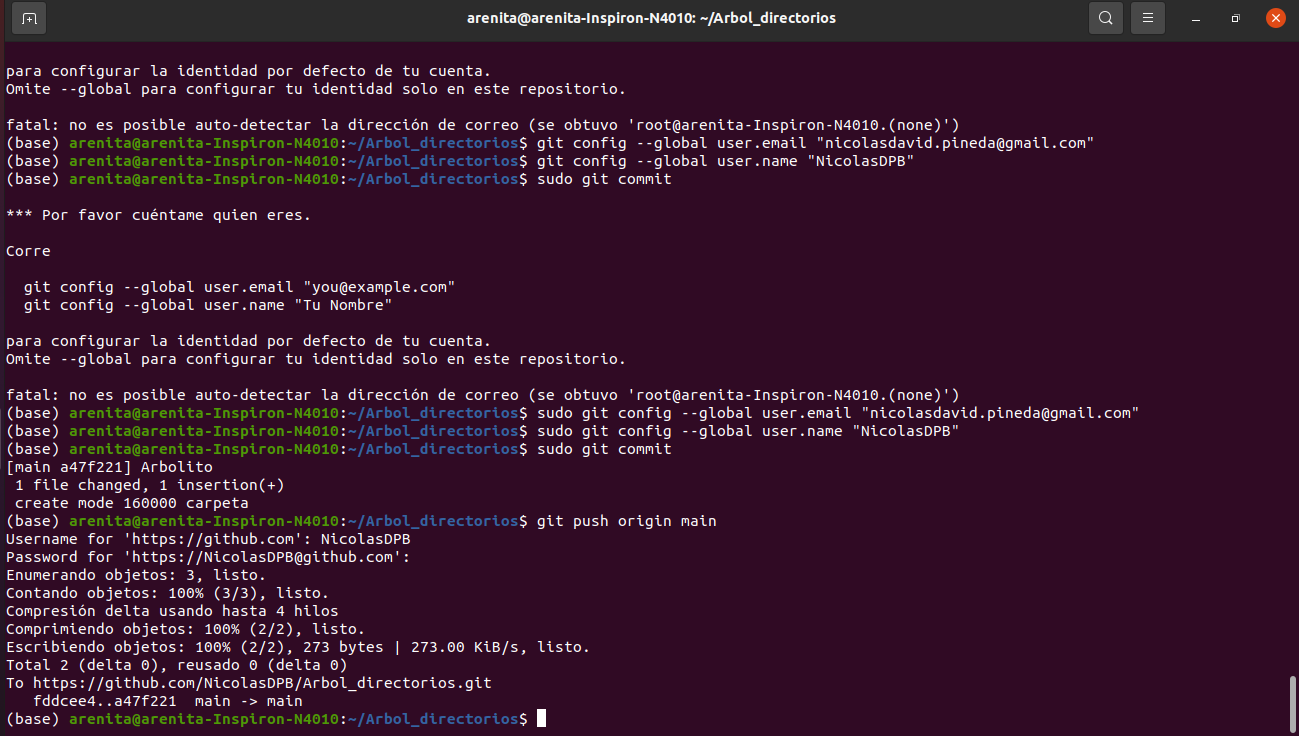 arenita@arenita-Inspiron-N4010: ~/Arbol_directorios
para configurar la identidad por defecto de tu cuenta.
Omite --global para configurar tu identidad solo en este repositorio.
fatal: no es posible auto-detectar la dirección de correo (se obtuvo 'root@arenita-Inspiron-N4010.(none)')
(base) arenita@arenita-Inspiron-N4010:~/Arbol_directorios$ git config --global user.email "nicolasdavid.pineda@gmail.com"
(base) arenita@arenita-Inspiron-N4010:~/Arbol_directorios$ git config --global user.name "NicolasDPB"
(base) arenita@arenita-Inspiron-N4010:~/Arbol_directorios$ sudo git commit
*** Por favor cuéntame quien eres.
Corre
git config --global user.email "you@example.com"
git config --global user.name "Tu Nombre"
para configurar la identidad por defecto de tu cuenta.
Omite --global para configurar tu identidad solo en este repositorio.
fatal: no es posible auto-detectar la dirección de correo (se obtuvo 'root@arenita-Inspiron-N4010.(none)')
(base) arenita@arenita-Inspiron-N4010:~/Arbol_directorios$ sudo git config --global user.email "nicolasdavid.pineda@gmail.com"
(base) arenita@arenita-Inspiron-N4010:~/Arbol_directorios$ sudo git config --global user.name "NicolasDPB"
(base) arenita@arenita-Inspiron-N4010:~/Arbol_directorios$ sudo git commit
[main a47f221] Arbolito
1 file changed, 1 insertion(+)
create mode 160000 carpeta
(base) arenita@arenita-Inspiron-N4010:~/Arbol_directorios$ git push origin main
Username for 'https://github.com': NicolasDPB
Password for 'https://NicolasDPB@github.com':
Enumerando objetos: 3, listo.
Contando objetos: 100% (3/3), listo.
Compresión delta usando hasta 4 hilos
Comprimiendo objetos: 100% (2/2), listo.
Escribiendo objetos: 100% (2/2), 273 bytes | 273.00 KiB/s, listo.
Total 2 (delta 0), reusado 0 (delta 0)
To https://github.com/NicolasDPB/Arbol_directorios.git
fddcee4..a47f221  main -> main
(base) arenita@arenita-Inspiron-N4010:~/Arbol_directorios$